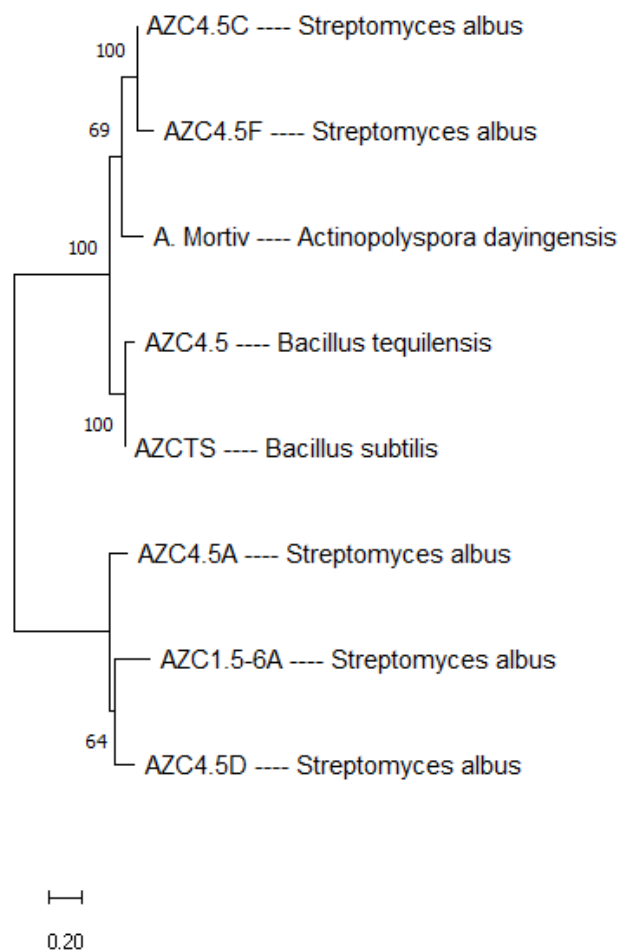 AZC4.5C ---- Streptomyces albus
100
69
AZC4.5F ---- Streptomyces albus
A. Mortiv ---- Actinopolyspora dayingensis
100
AZC4.5 ---- Bacillus tequilensis
100
AZCTS ---- Bacillus subtilis
AZC4.5A ---- Streptomyces albus
AZC1.5-6A ---- Streptomyces albus
64
AZC4.5D ---- Streptomyces albus
0.20